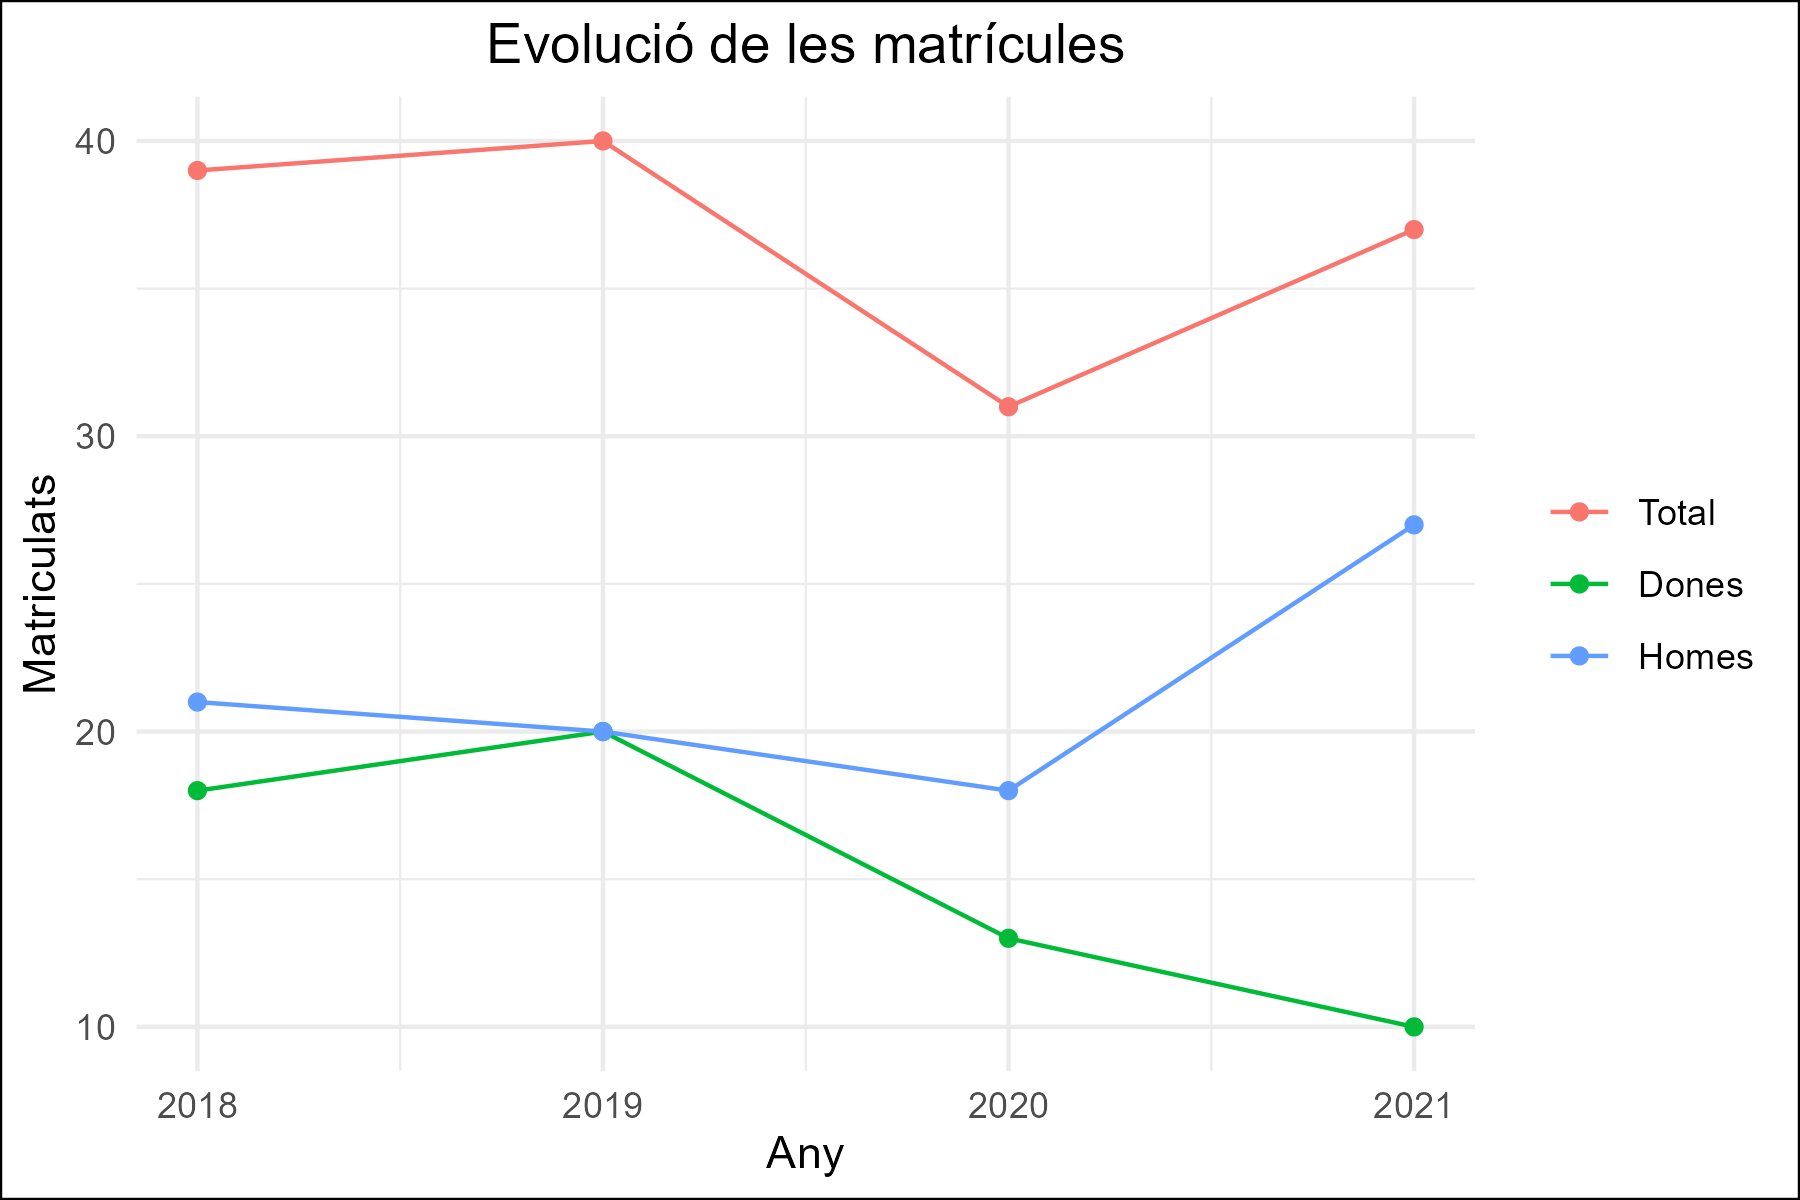 Evolució de les matrícules
Matriculats
40
30
20
10
2018 2019 2020 2021
Any
Total
Dones
Homes